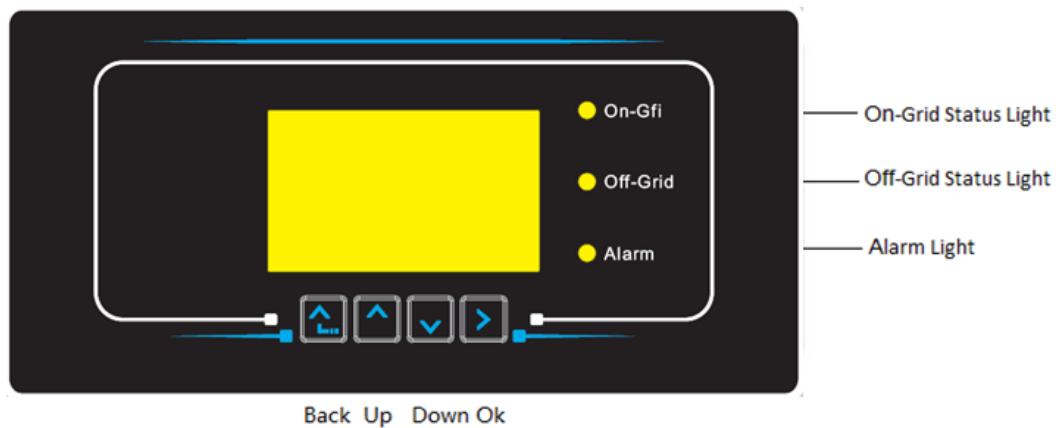 On-Gfi
On-Grid Status Light
Off-Grid
Off-Grid Status Light
Alarm
Alarm Light
Back Up Down Ok